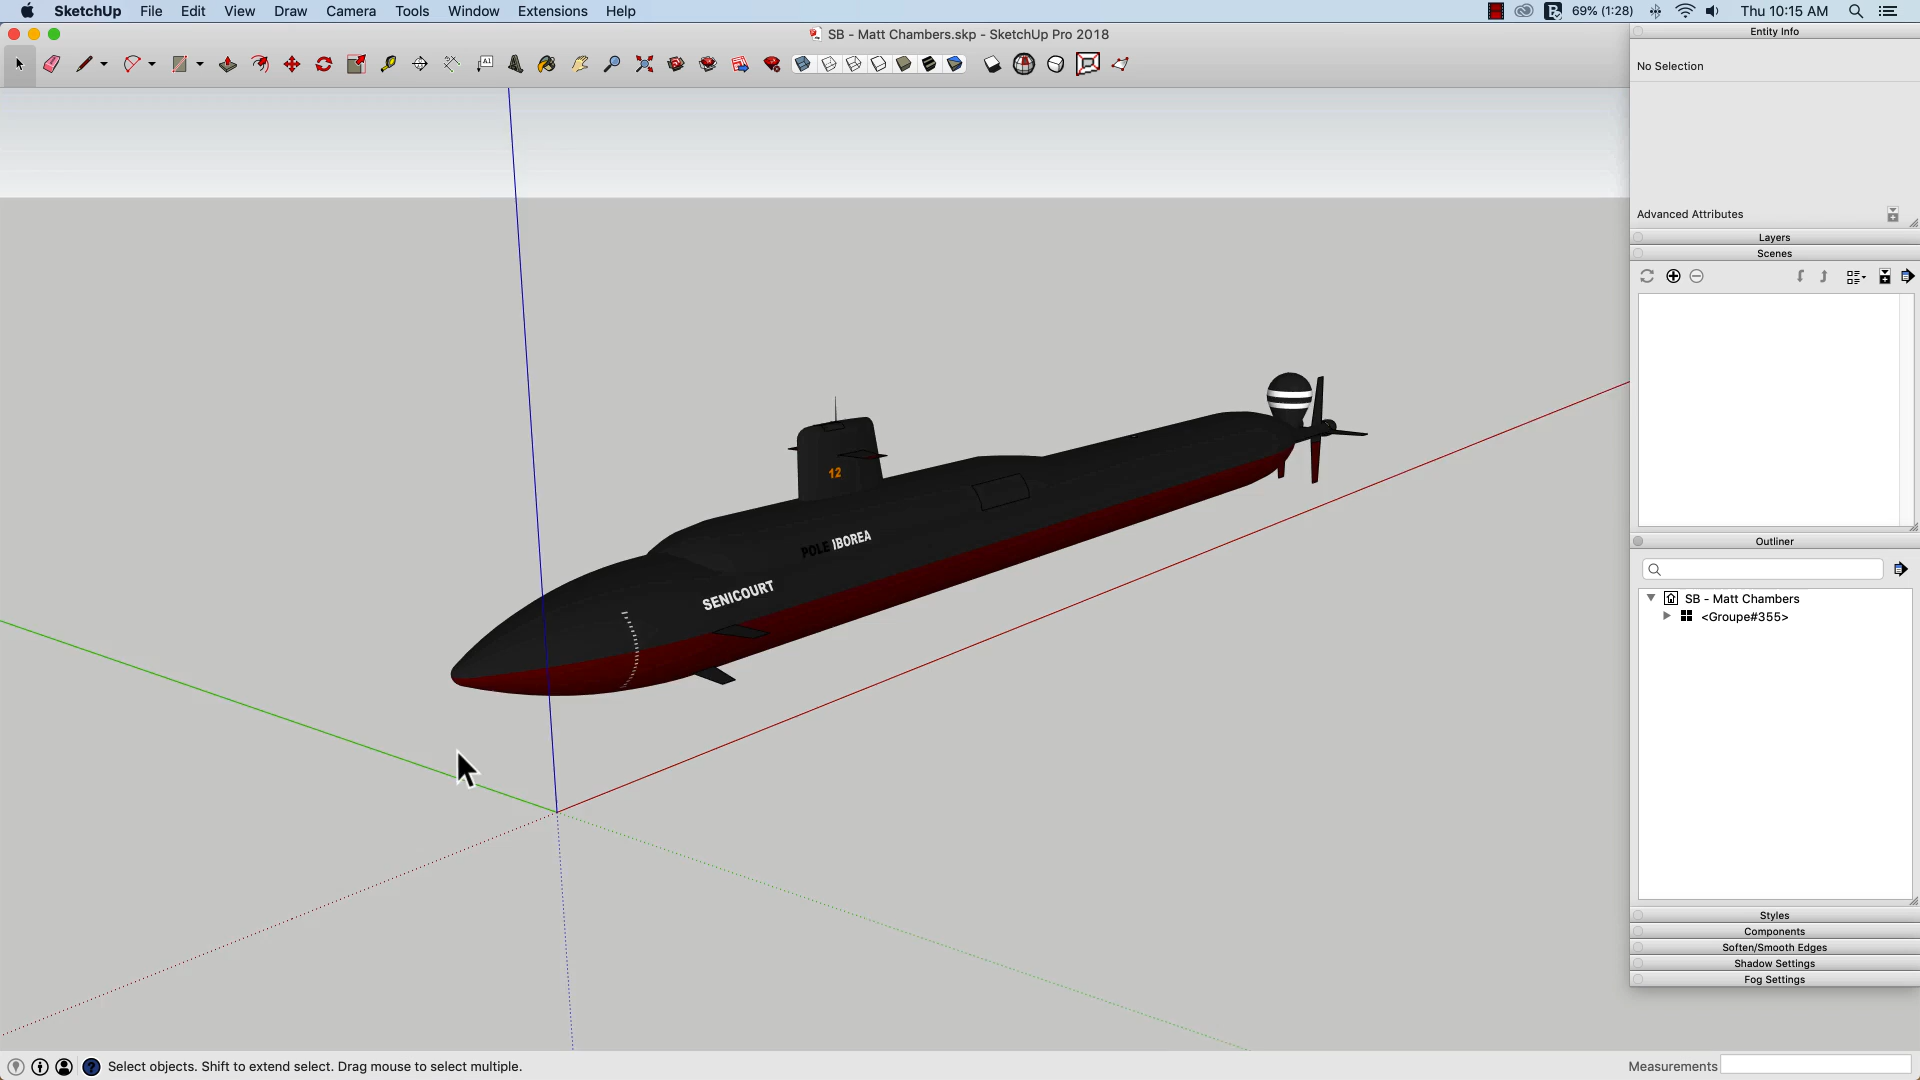 SketchUp File Edit View Draw Camera Tools Window Extensions Help 69% (1:28) Thu 10:15 AM
SB - Matt Chambers.skp - SketchUp Pro 2018
Entity Info
No Selection
Advanced Attributes
Layers
Scenes
Outliner
SB - Matt Chambers
<Groupe#355>
Styles
Components
Soften/Smooth Edges
Shadow Settings
Fog Settings
12
POLE IBOREA
SENICOURT
Select objects. Shift to extend select. Drag mouse to select multiple.
Measurements